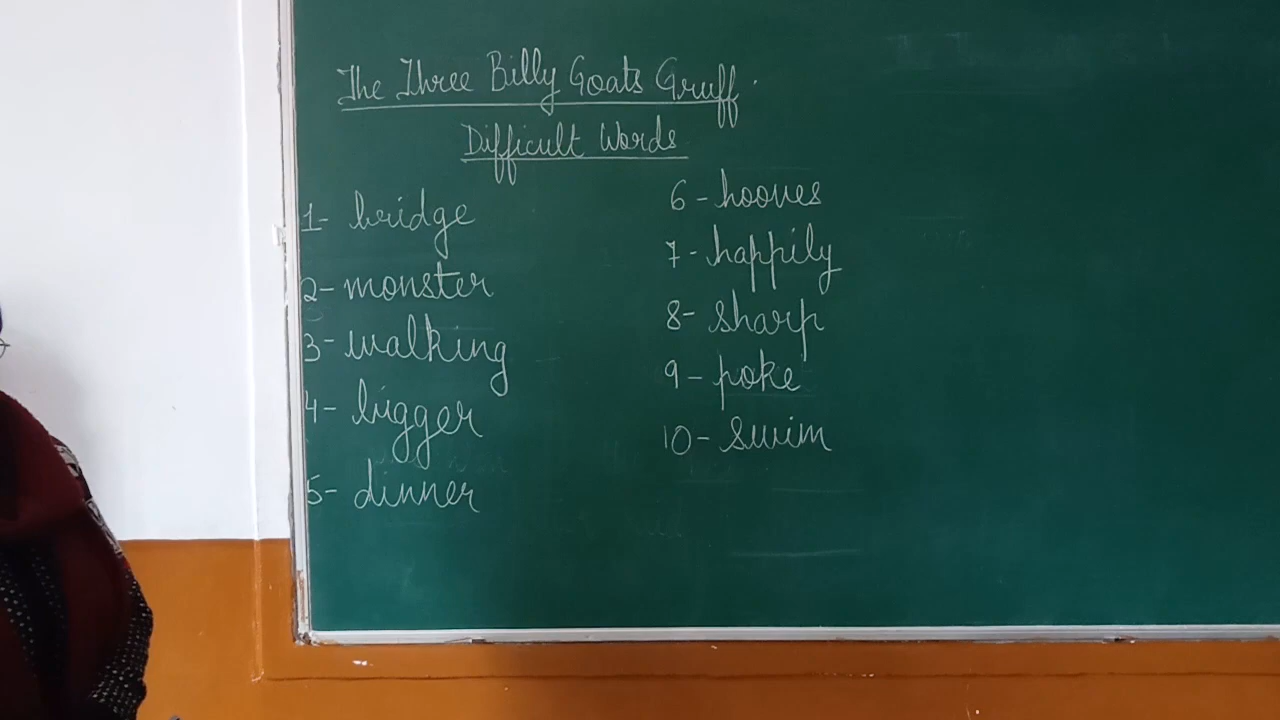 The Three Billy Goats Gruff.
Difficult Words
1- bridge
2- monster
3- walking
4- bigger
5- dinner
6- hooves
7- happily
8- sharp
9- poke
10- swim